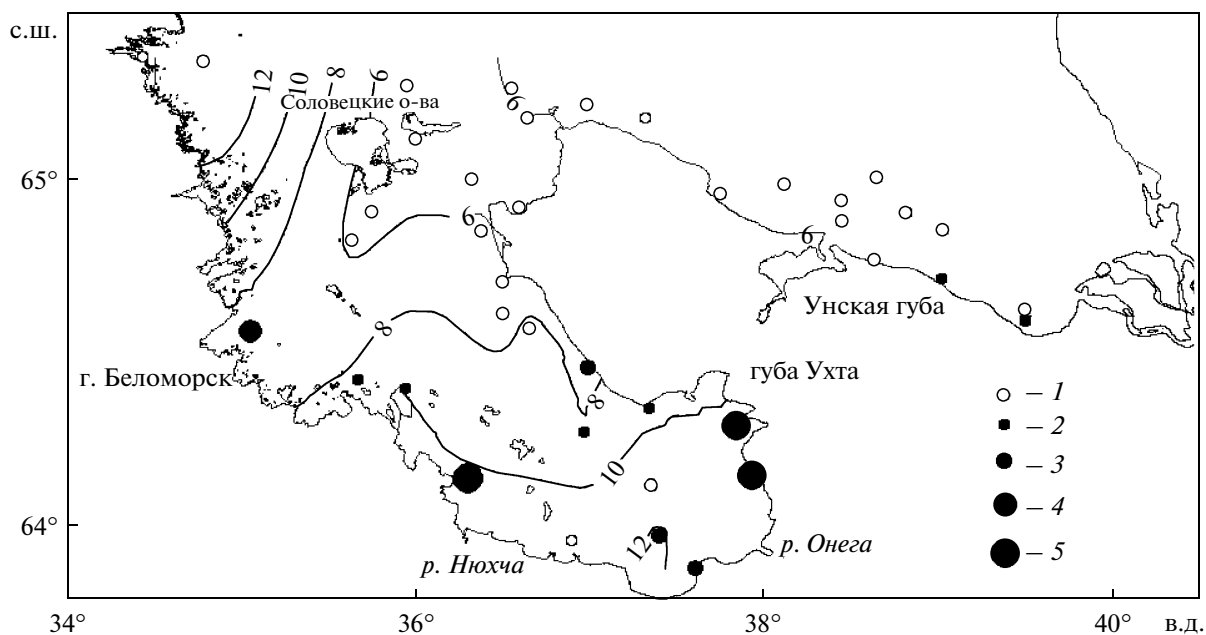 с.ш.
12
10
8
6
Соловецкие о-ва
6
65°
6
6
Унская губа
8
г. Беломорск
8
губа Ухта
– 1
– 2
10
– 3
– 4
64°
12
р. Онега
– 5
р. Нюхча
34°
36°
38°
40°
в.д.